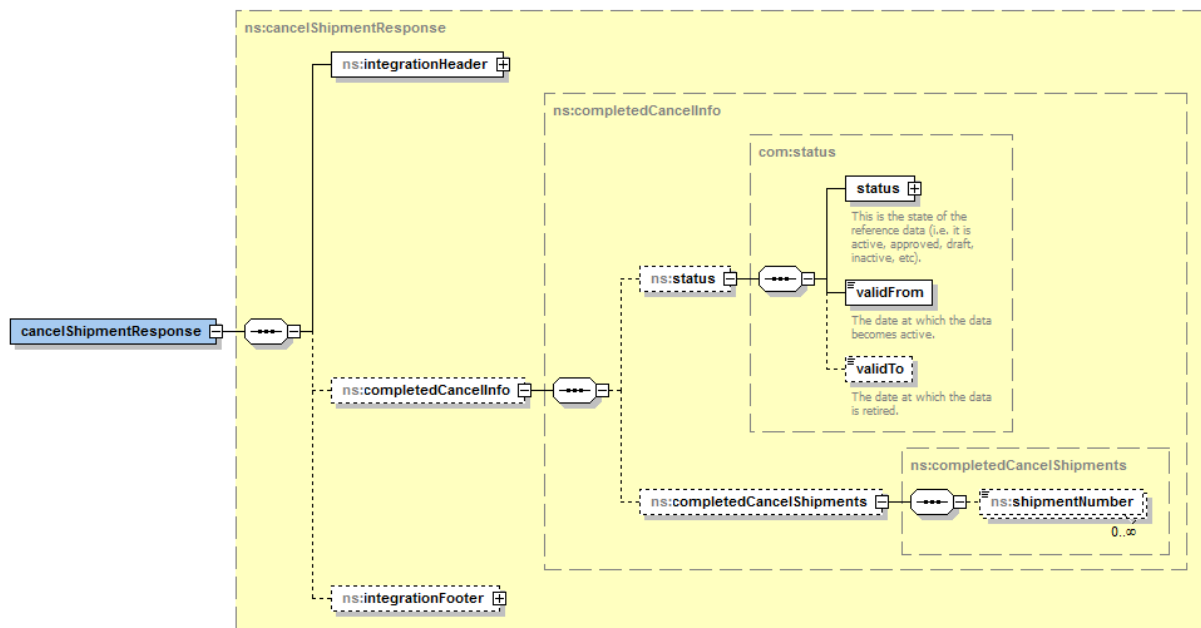 ns:cancelShipmentResponse
ns:integrationHeader
ns:completedCancelInfo
com:status
status
This is the state of the
reference data (i.e. it is
active, approved, draft,
inactive, etc).
ns:status
validFrom
The date at which the data
becomes active.
cancelShipmentResponse
validTo
The date at which the data
is retired.
ns:completedCancelInfo
ns:completedCancelShipments
ns:completedCancelShipments
ns:shipmentNumber
0..∞
ns:integrationFooter